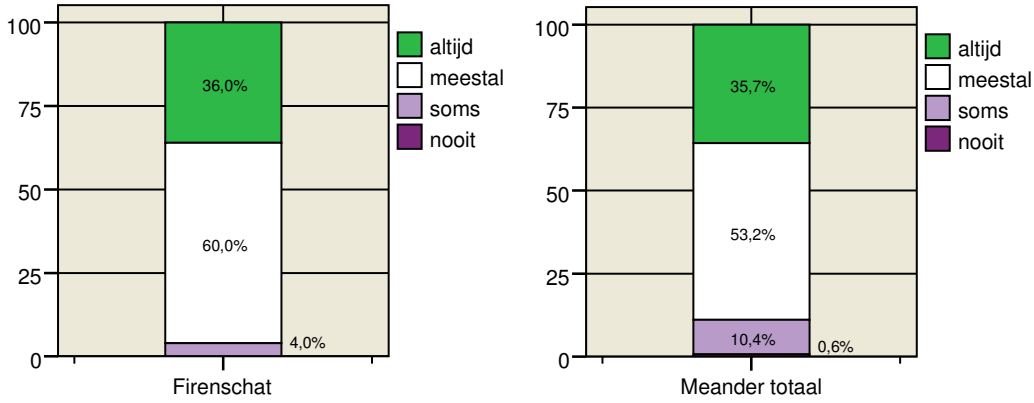 100
75
50
25
0
36,0%
60,0%
4,0%
Firenschat
altijd
meestal
soms
nooit
100
75
50
25
0
35,7%
53,2%
10,4%
0,6%
Meander totaal
altijd
meestal
soms
nooit